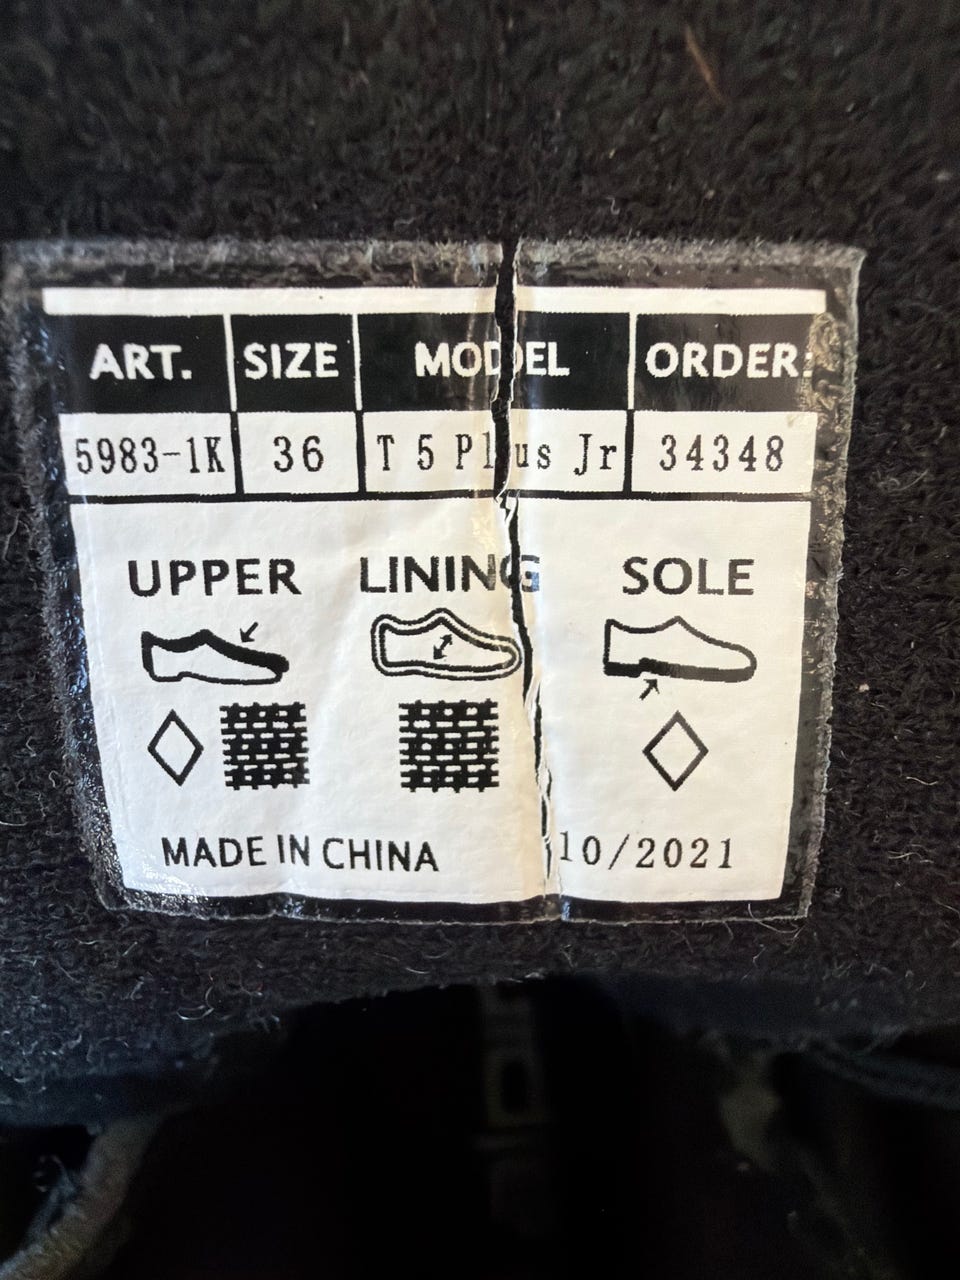 ART. SIZE MODEL ORDER:
5983-1K 36 T 5 Plus Jr 34348
UPPER LINING SOLE
MADE IN CHINA 10/2021